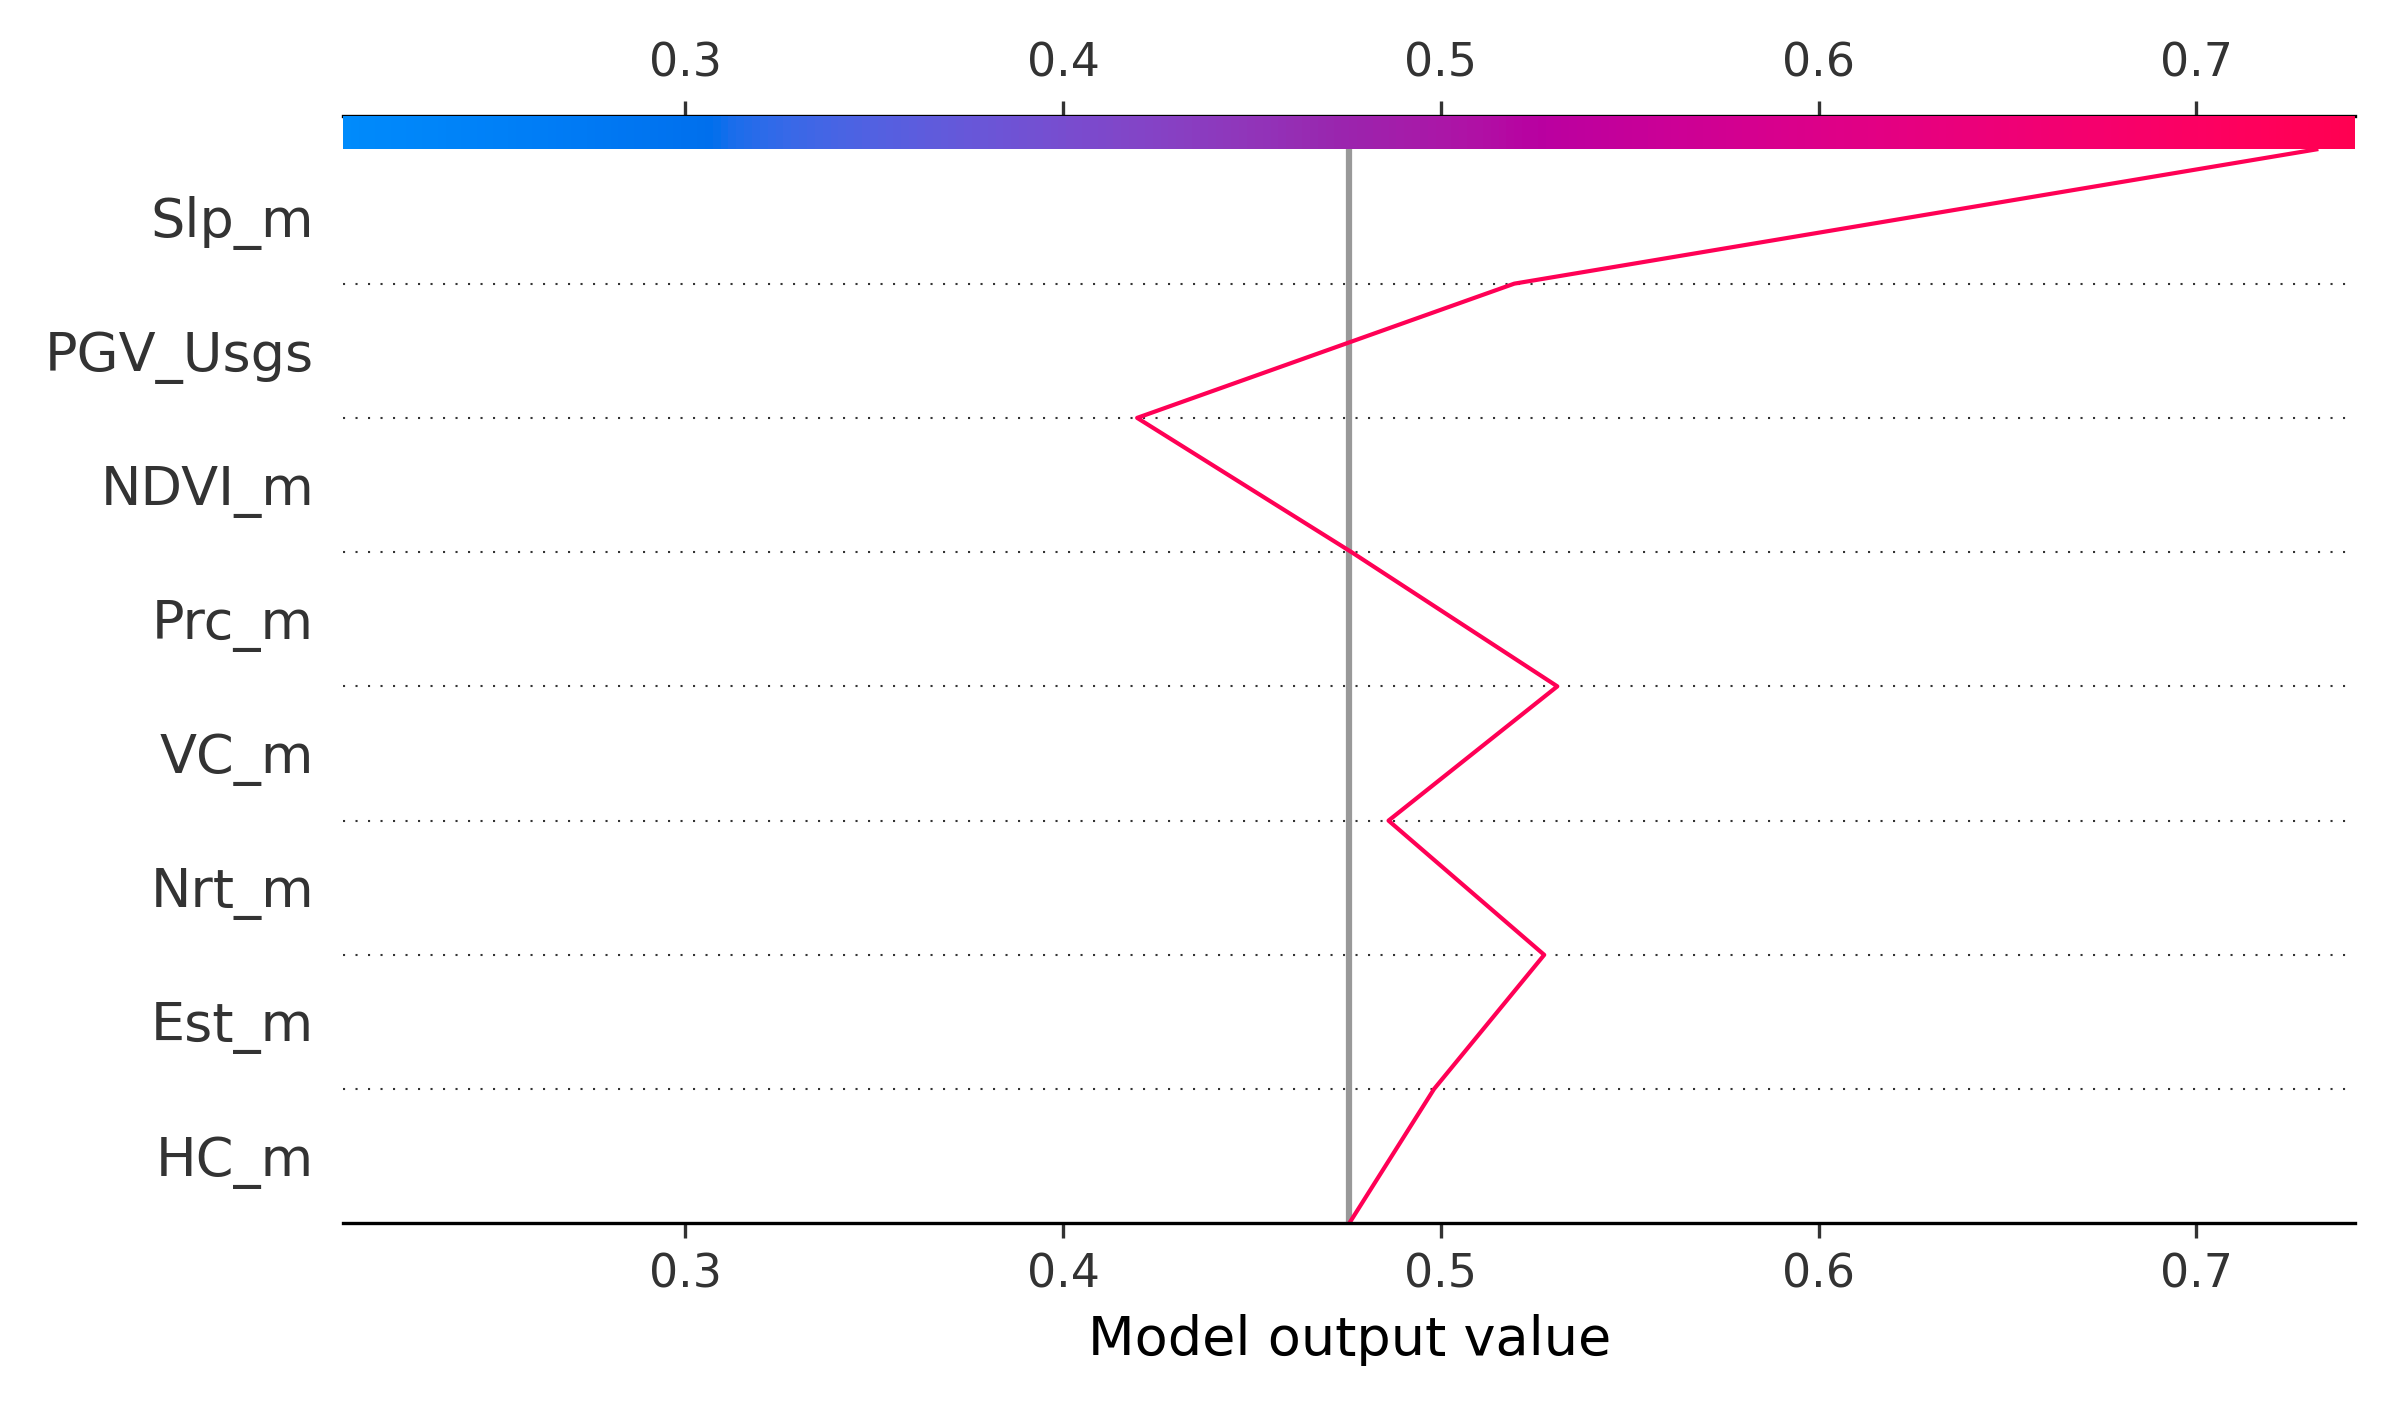 0.3 0.4 0.5 0.6 0.7
Slp_m
PGV_Usgs
NDVI_m
Prc_m
VC_m
Nrt_m
Est_m
HC_m
0.3 0.4 0.5 0.6 0.7
Model output value